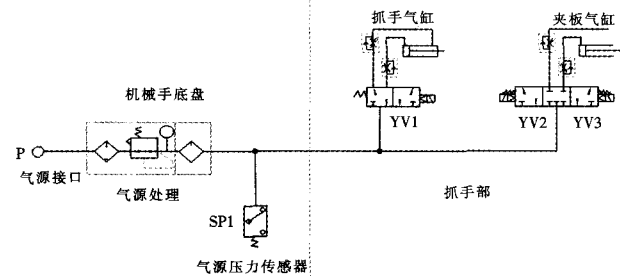 抓手气缸
夹板气缸
机械手底盘
YV1
YV2
YV3
P
气源接口
气源处理
抓手部
SP1
气源压力传感器